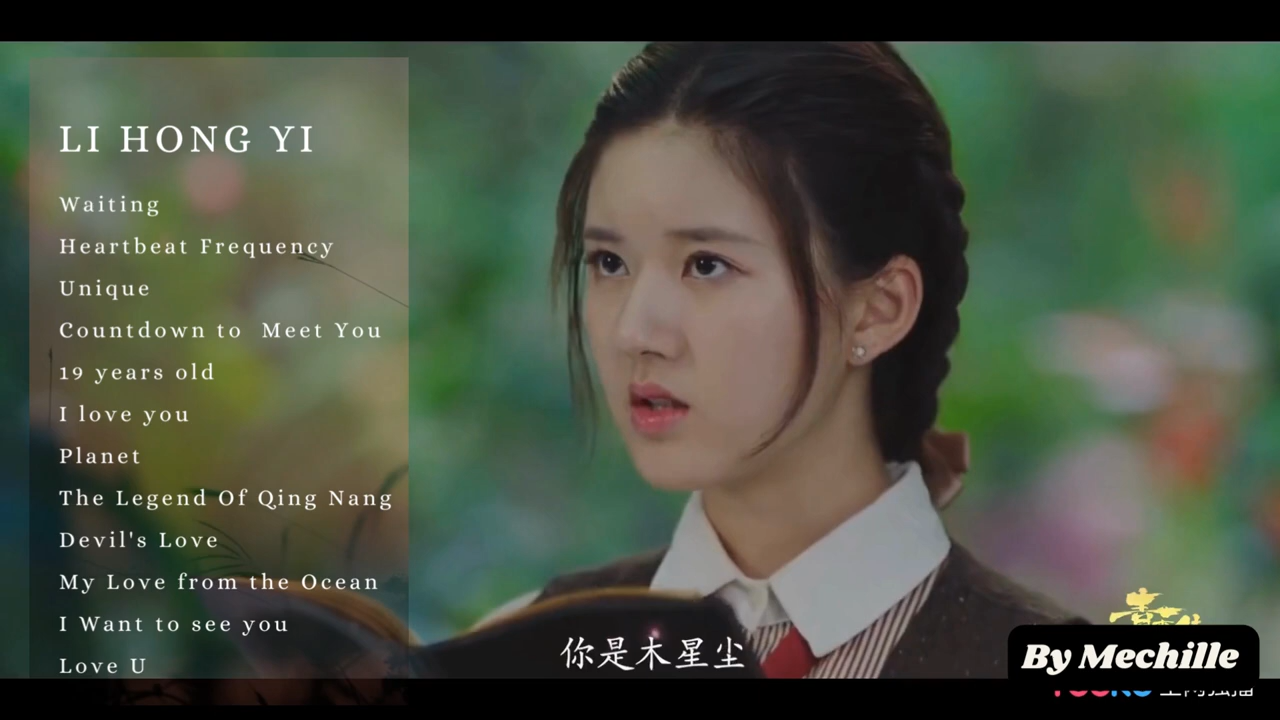 LI HONG YI
Waiting
Heartbeat Frequency
Unique
Countdown to  Meet You
19 years old
I love you
Planet
The Legend Of Qing Nang
Devil's Love
My Love from the Ocean
I Want to see you
Love U
你是木星尘
By Mechille